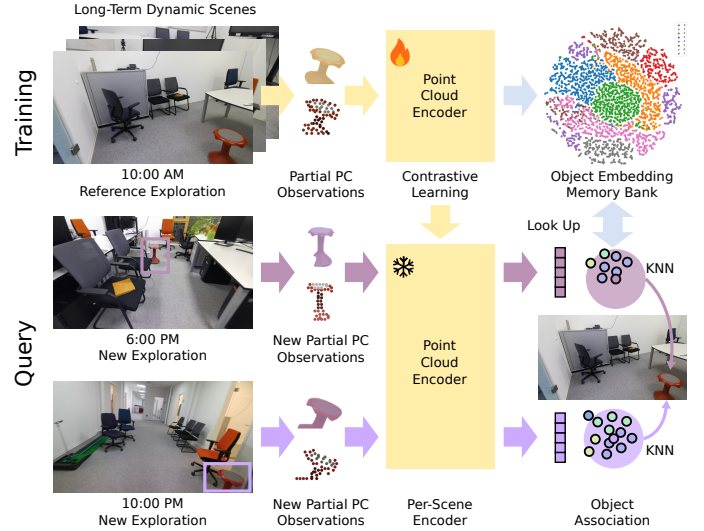 Long-Term Dynamic Scenes
Training
10:00 AM
Reference Exploration
Partial PC
Observations
Point
Cloud
Encoder
Contrastive
Learning
Object Embedding
Memory Bank
Query
6:00 PM
New Exploration
New Partial PC
Observations
Point
Cloud
Encoder
Look Up
KNN
10:00 PM
New Exploration
New Partial PC
Observations
Per-Scene
Encoder
KNN
Object
Association